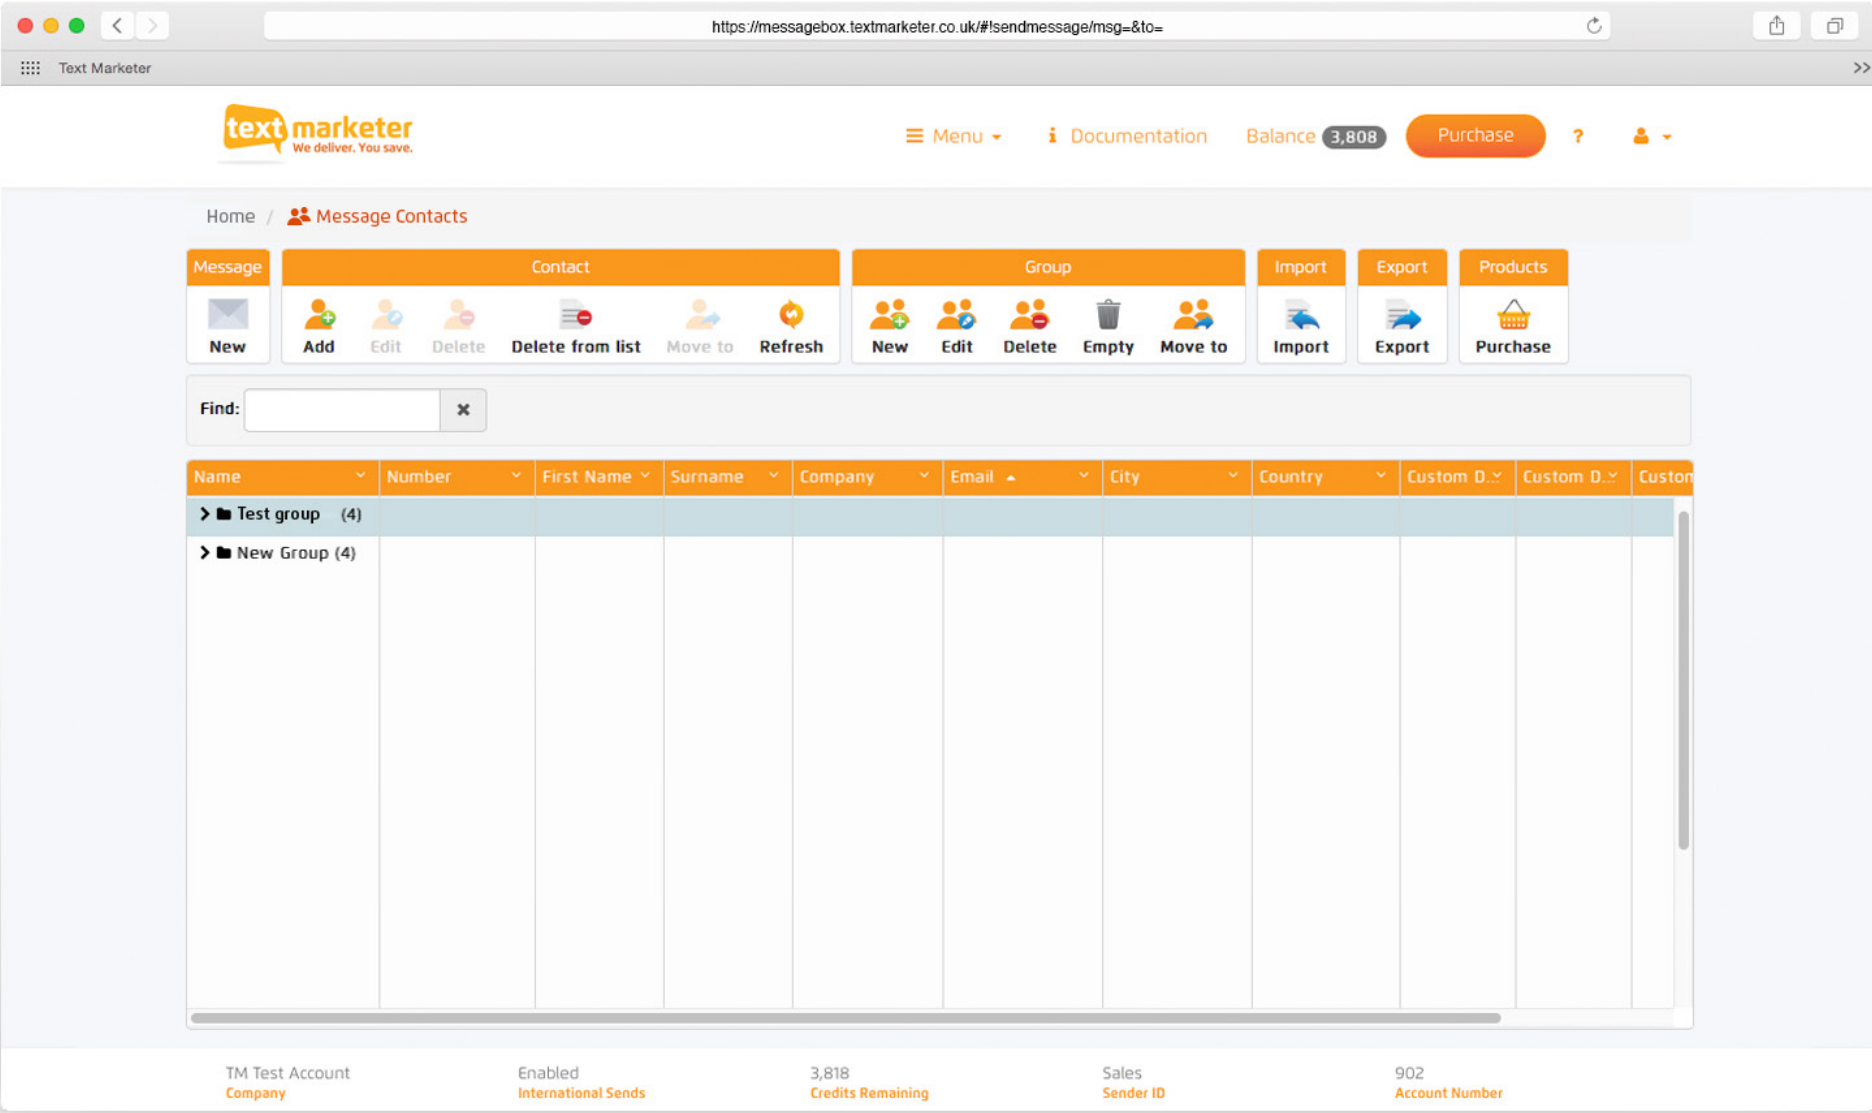 https://messagebox.textmarketer.co.uk/#!sendmessage/msg=&to=
Text Marketer
text marketer
We deliver. You save.
Menu
Documentation
Balance 3,808
Purchase
?
Home / Message Contacts
Message Contact Group Import Export Products
New Add Edit Delete Delete from list Move to Refresh New Edit Delete Empty Move to Import Export Purchase
Find:
Name Number First Name Surname Company Email City Country Custom D... Custom D... Custom
Test group (4)
New Group (4)
TM Test Account Enabled 3,818 Sales 902
Company International Sends Credits Remaining Sender ID Account Number